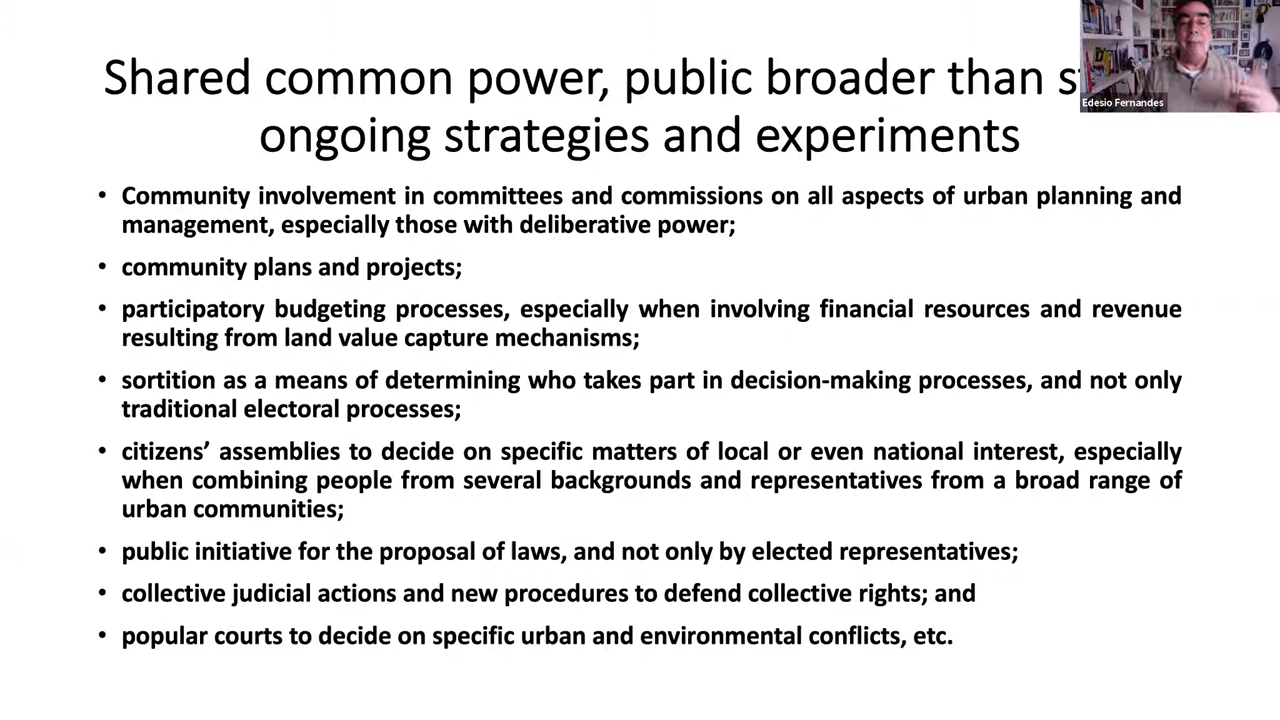 Shared common power, public broader than
ongoing strategies and experiments
Edesio Fernandes
• Community involvement in committees and commissions on all aspects of urban planning and
management, especially those with deliberative power;
• community plans and projects;
• participatory budgeting processes, especially when involving financial resources and revenue
resulting from land value capture mechanisms;
• sortition as a means of determining who takes part in decision-making processes, and not only
traditional electoral processes;
• citizens’ assemblies to decide on specific matters of local or even national interest, especially
when combining people from several backgrounds and representatives from a broad range of
urban communities;
• public initiative for the proposal of laws, and not only by elected representatives;
• collective judicial actions and new procedures to defend collective rights; and
• popular courts to decide on specific urban and environmental conflicts, etc.